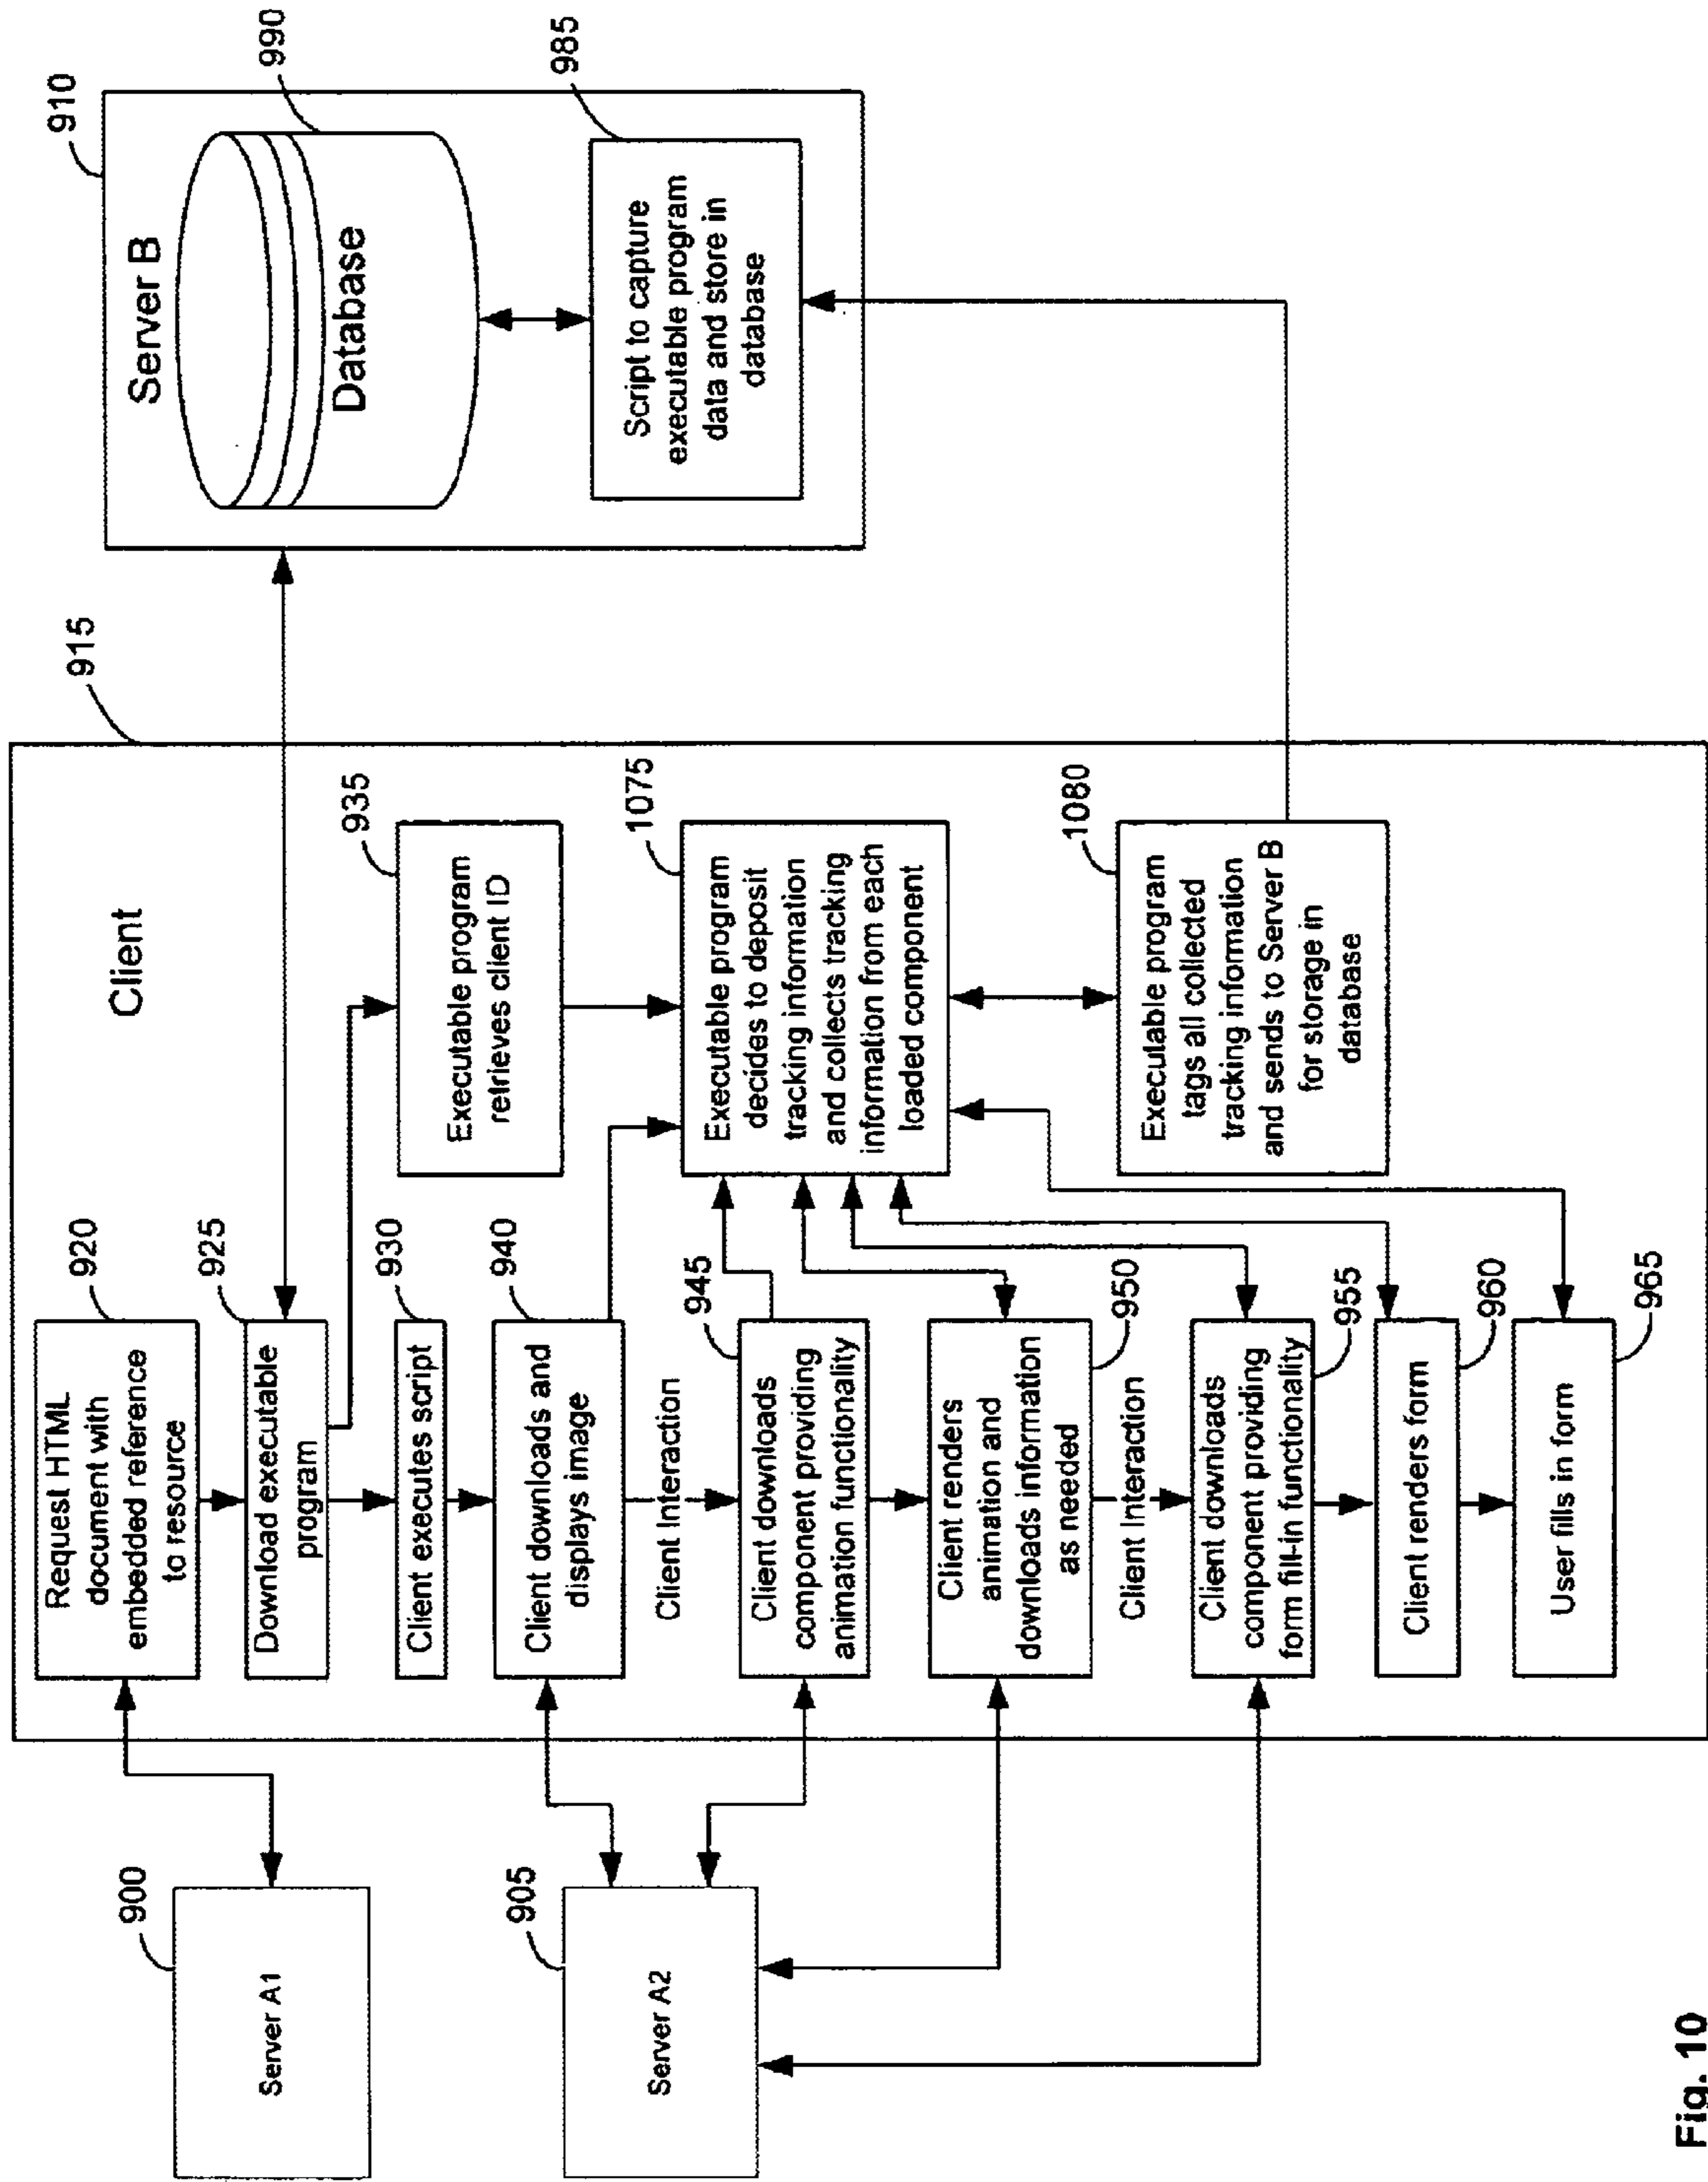 900
Server A1
905
Server A2
Client
915
920
Request HTML
document with
embedded reference
to resource
925
Download executable
program
930
Client executes script
940
Client downloads and
displays image
Client Interaction
945
Client downloads
component providing
animation functionality
950
Client renders
animation and
downloads information
as needed
Client Interaction
955
Client downloads
component providing
form fill-in functionality
960
Client renders form
965
User fills in form
935
Executable program
retrieves client ID
1075
Executable program
decides to deposit
tracking information
and collects tracking
information from each
loaded component
1080
Executable program
tags all collected
tracking information
and sends to Server B
for storage in
database
910
Server B
990
Database
985
Script to capture
executable program
data and store in
database
Fig. 10